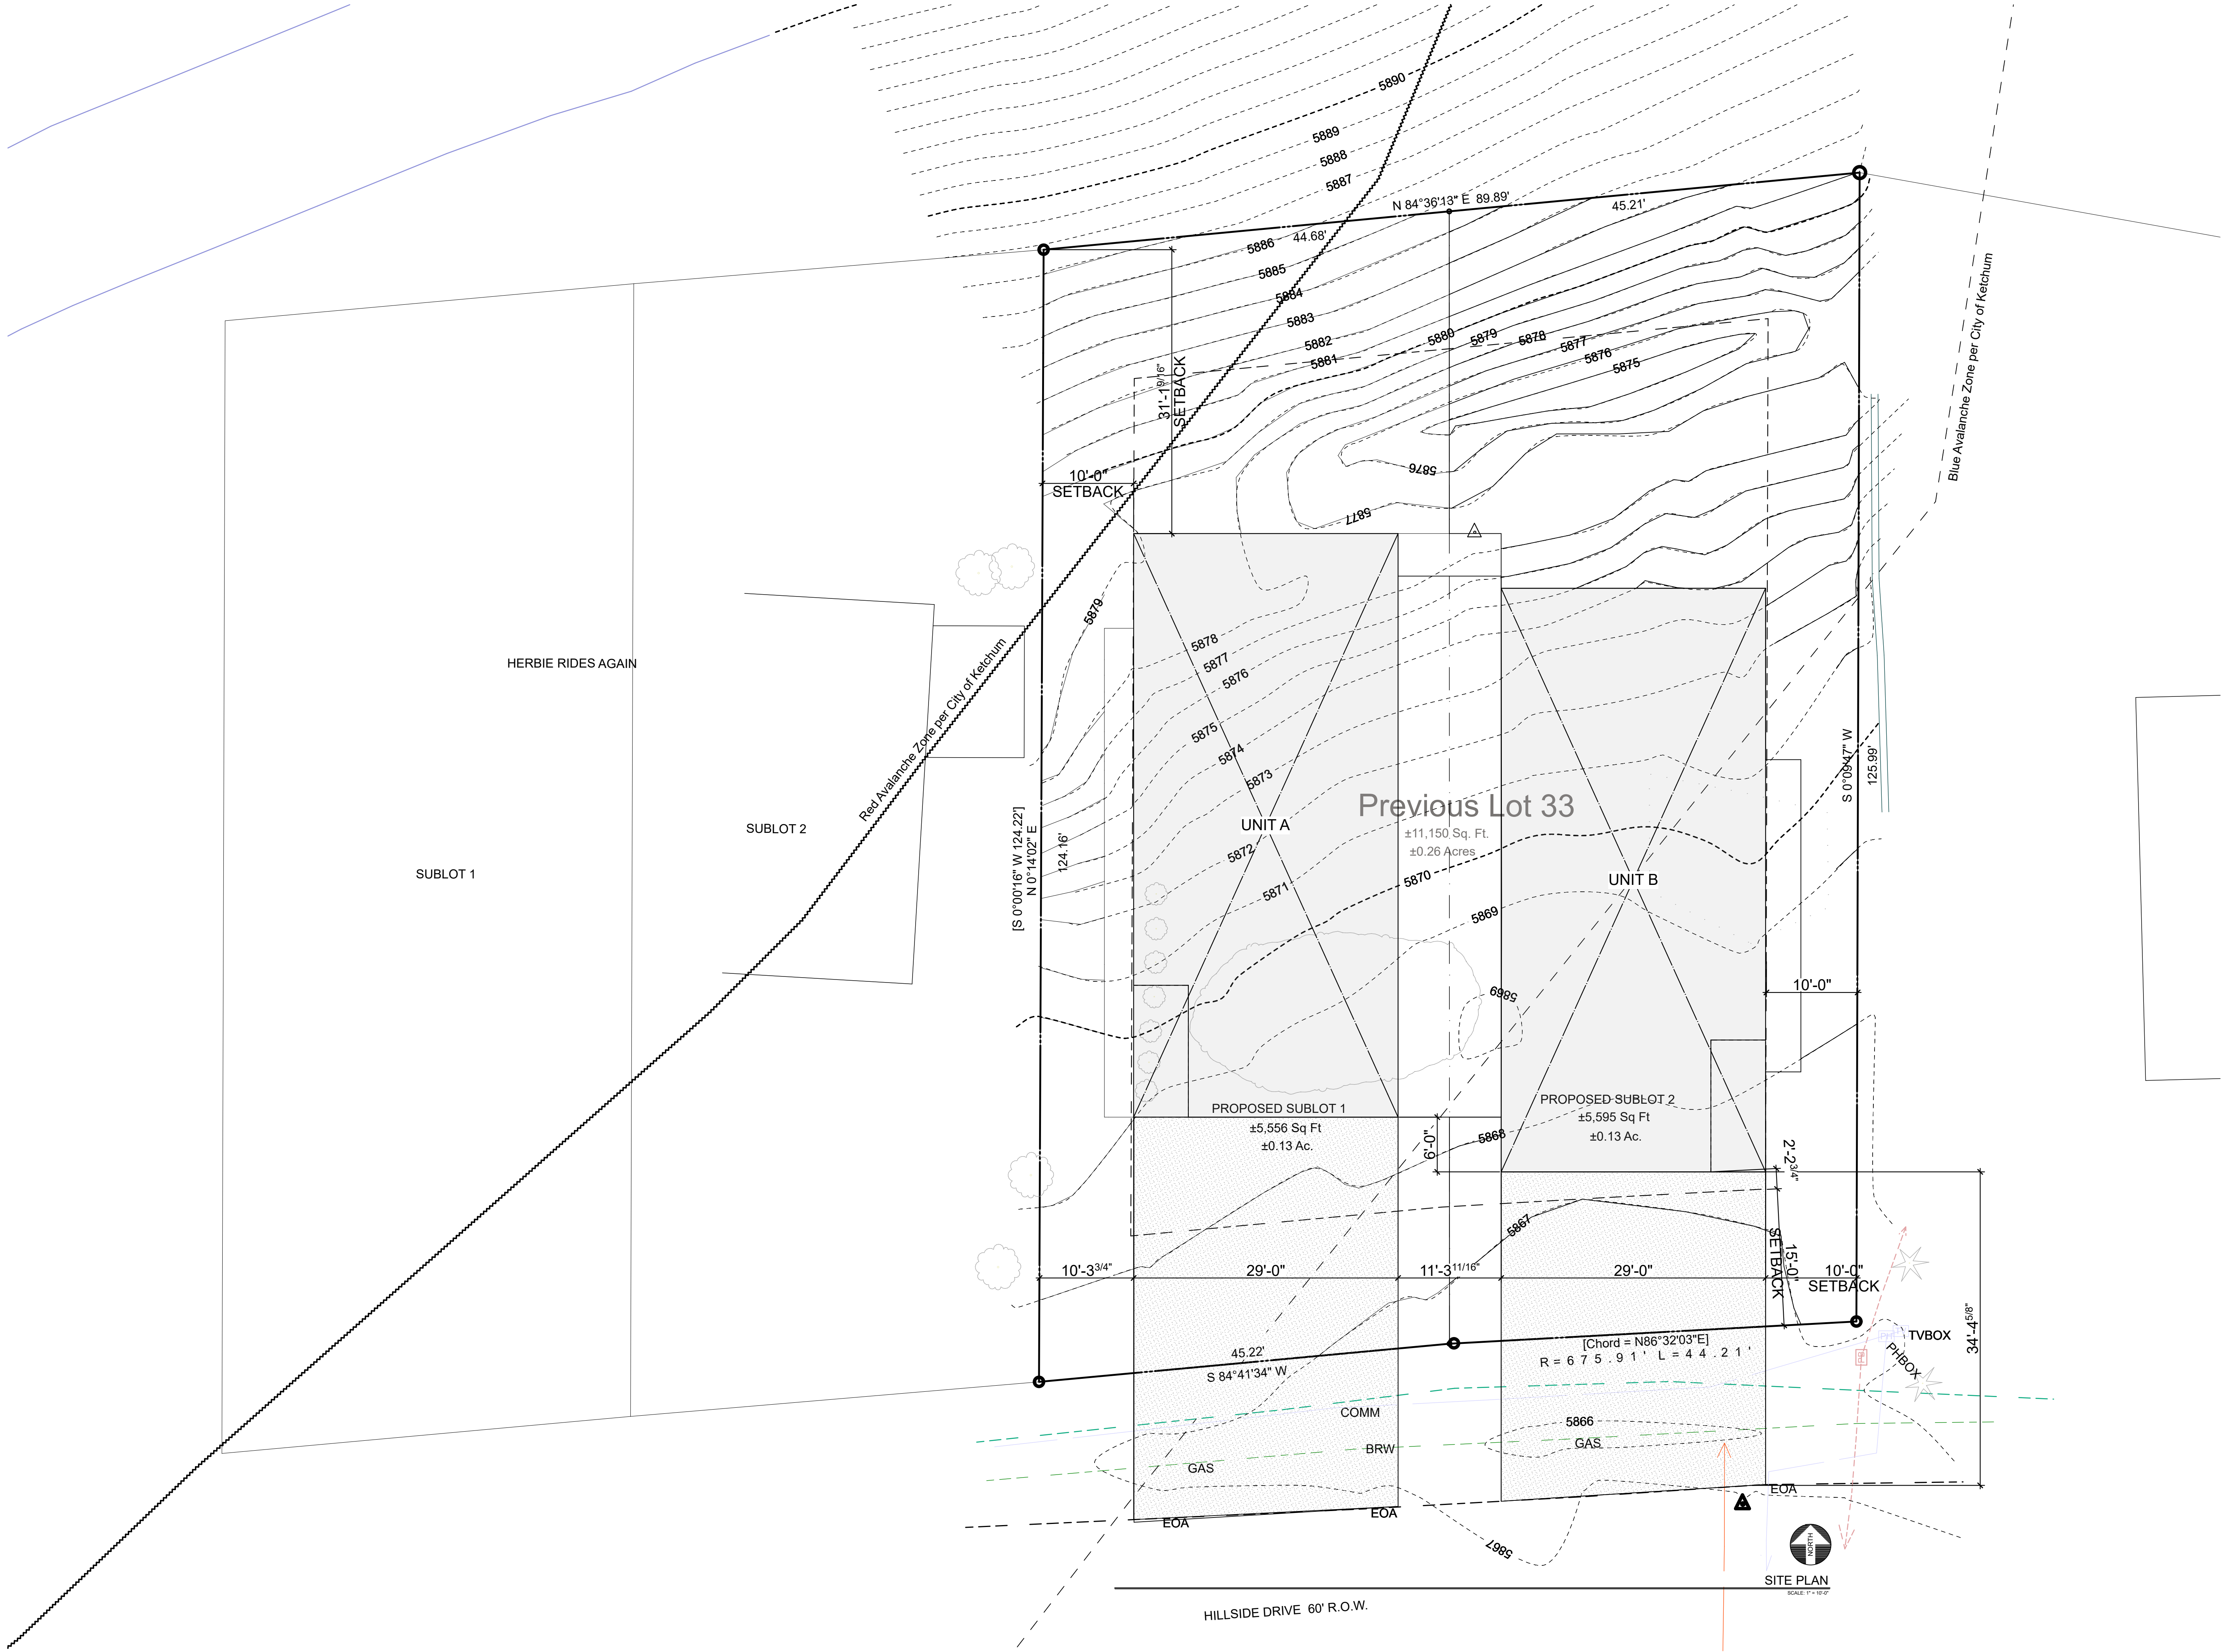 5890
5889
5888
5887
N 84°36'13" E 89.89'
45.21'
44.68'
5886
5885
5884
5883
5882
5881
5880
5879
5878
5877
5876
5875
31'-1 9/16"
SETBACK
Blue Avalanche Zone per City of Ketchum
10'-0"
SETBACK
5876
5877
5879
5878
5877
5876
5875
5874
5873
5872
5871
5870
5869
5869
HERBIE RIDES AGAIN
SUBLOT 2
SUBLOT 1
Red Avalanche Zone per City of Ketchum
[S 0°00'16" W 124.22']
N 0°14'02" E
124.16'
S 0°09'47" W
125.99'
UNIT A
Previous Lot 33
±11,150 Sq. Ft.
±0.26 Acres
UNIT B
10'-0"
PROPOSED SUBLOT 1
±5,556 Sq Ft
±0.13 Ac.
PROPOSED SUBLOT 2
±5,595 Sq Ft
±0.13 Ac.
6'-0"
5868
2'-2 3/4"
5867
10'-3 3/4"
29'-0"
11'-3 11/16"
29'-0"
15'-0"
SETBACK
10'-0"
SETBACK
34'-4 5/8"
[Chord = N86°32'03"E]
R=675.91' L=44.21'
45.22'
S 84°41'34" W
TVBOX
PHBOX
COMM
5866
BRW
GAS
GAS
EOA
EOA
EOA
5867
NORTH
SITE PLAN
SCALE: 1" = 10'-0"
HILLSIDE DRIVE 60' R.O.W.